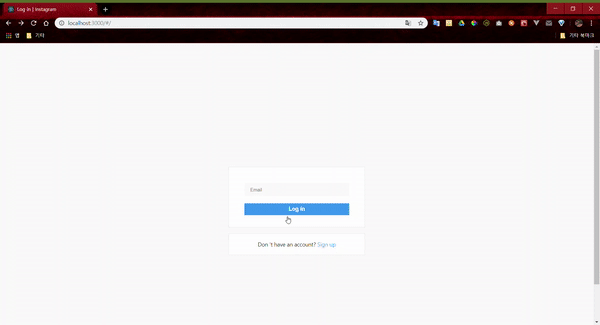 Log In | Instagram
localhost:3000/#/
앱
기타
기타 북마크
Email
Log in
Don 't have an account? Sign up